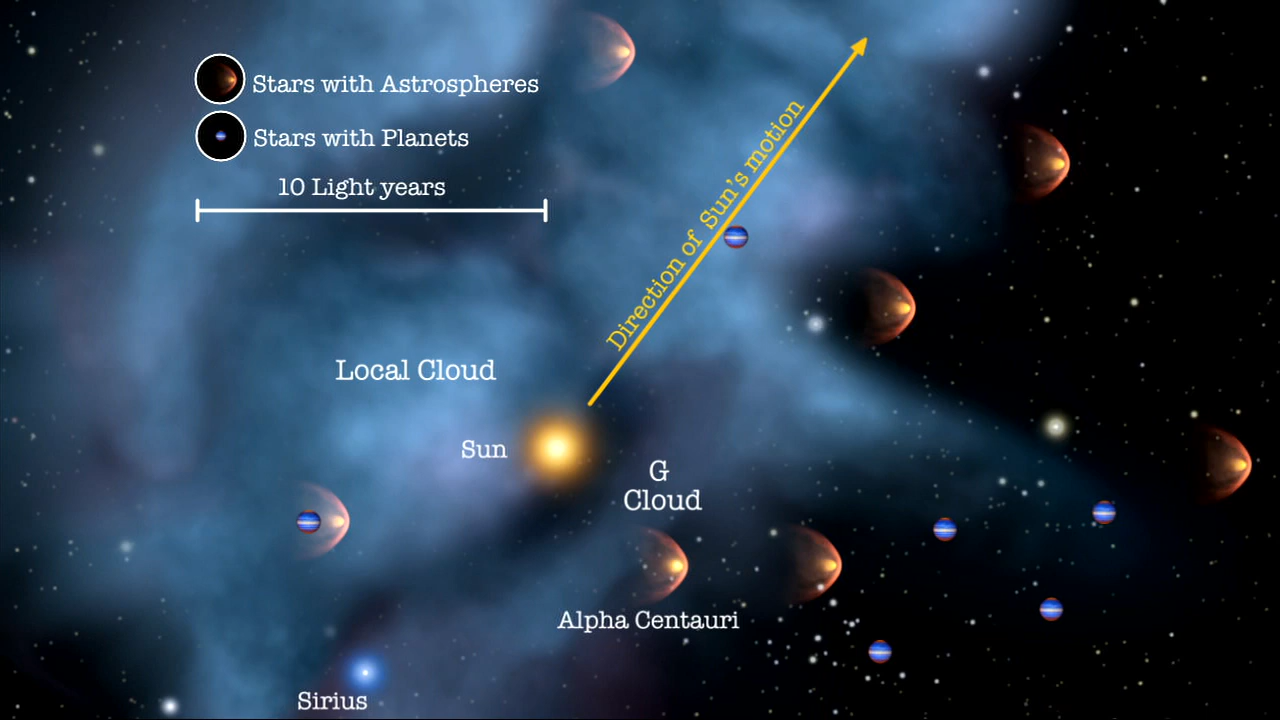 Stars with Astrospheres
Stars with Planets
10 Light years
Direction of Sun's motion
Local Cloud
Sun
G
Cloud
Alpha Centauri
Sirius